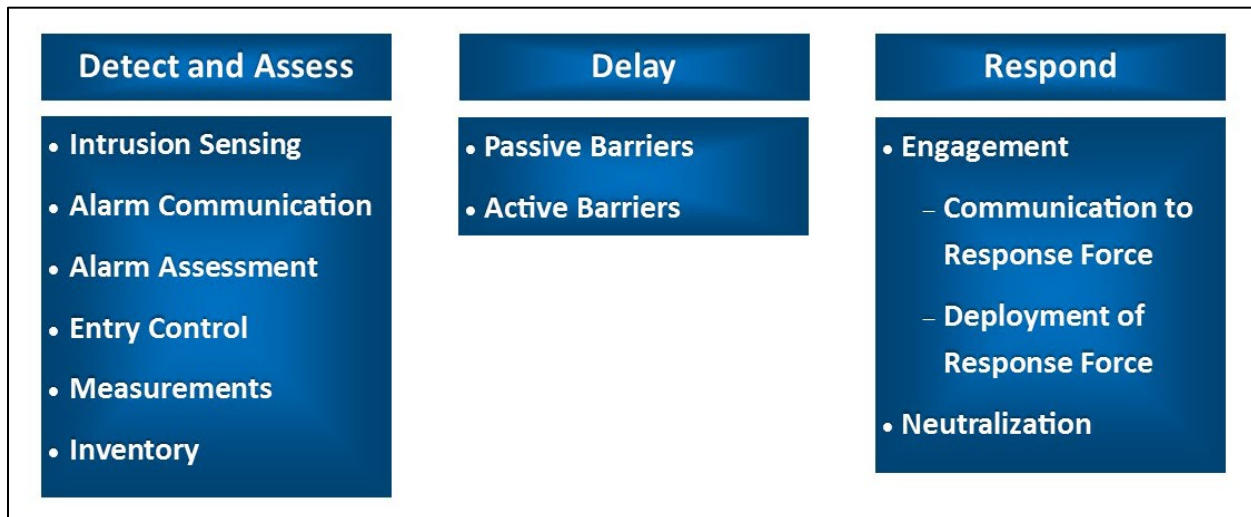 Detect and Assess
• Intrusion Sensing
• Alarm Communication
• Alarm Assessment
• Entry Control
• Measurements
• Inventory
Delay
• Passive Barriers
• Active Barriers
Respond
• Engagement
– Communication to
Response Force
– Deployment of
Response Force
• Neutralization